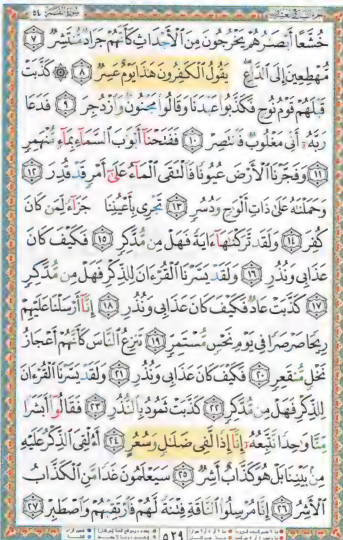 سورة القمر ٥٤
خُشَّعًا أَبْصَٰرُهُمْ يَخْرُجُونَ مِنَ ٱلْأَجْدَاثِ كَأَنَّهُمْ جَرَادٌ مُّنتَشِرٌ ٧
مُّهْطِعِينَ إِلَى ٱلدَّاعِ يَقُولُ ٱلْكَٰفِرُونَ هَٰذَا يَوْمٌ عَسِرٌ ٨ ۞ كَذَّبَتْ
قَبْلَهُمْ قَوْمُ نُوحٍ فَكَذَّبُوا۟ عَبْدَنَا وَقَالُوا۟ مَجْنُونٌ وَٱزْدُجِرَ ٩ فَدَعَا
رَبَّهُۥٓ أَنِّى مَغْلُوبٌ فَٱنتَصِرْ ١٠ فَفَتَحْنَآ أَبْوَٰبَ ٱلسَّمَآءِ بِمَآءٍ مُّنْهَمِرٍ
١١ وَفَجَّرْنَا ٱلْأَرْضَ عُيُونًا فَٱلْتَقَى ٱلْمَآءُ عَلَىٰٓ أَمْرٍ قَدْ قُدِرَ ١٢
وَحَمَلْنَٰهُ عَلَىٰ ذَاتِ أَلْوَٰحٍ وَدُسُرٍ ١٣ تَجْرِى بِأَعْيُنِنَا جَزَآءً لِّمَن كَانَ
كُفِرَ ١٤ وَلَقَد تَّرَكْنَٰهَآ ءَايَةً فَهَلْ مِن مُّدَّكِرٍ ١٥ فَكَيْفَ كَانَ
عَذَابِى وَنُذُرِ ١٦ وَلَقَدْ يَسَّرْنَا ٱلْقُرْءَانَ لِلذِّكْرِ فَهَلْ مِن مُّدَّكِرٍ
١٧ كَذَّبَتْ عَادٌ فَكَيْفَ كَانَ عَذَابِى وَنُذُرِ ١٨ إِنَّآ أَرْسَلْنَا عَلَيْهِمْ
رِيحًا صَرْصَرًا فِى يَوْمِ نَحْسٍ مُّسْتَمِرٍّ ١٩ تَنزِعُ ٱلنَّاسَ كَأَنَّهُمْ أَعْجَازُ
نَخْلٍ مُّنقَعِرٍ ٢٠ فَكَيْفَ كَانَ عَذَابِى وَنُذُرِ ٢١ وَلَقَدْ يَسَّرْنَا ٱلْقُرْءَانَ
لِلذِّكْرِ فَهَلْ مِن مُّدَّكِرٍ ٢٢ كَذَّبَتْ ثَمُودُ بِٱلنُّذُرِ ٢٣ فَقَالُوٓا۟ أَبَشَرًا
مِّنَّا وَٰحِدًا نَّتَّبِعُهُۥٓ إِنَّآ إِذًا لَّفِى ضَلَٰلٍ وَسُعُرٍ ٢٤ أَءُلْقِىَ ٱلذِّكْرُ عَلَيْهِ
مِنۢ بَيْنِنَا بَلْ هُوَ كَذَّابٌ أَشِرٌ ٢٥ سَيَعْلَمُونَ غَدًا مَّنِ ٱلْكَذَّابُ
ٱلْأَشِرُ ٢٦ إِنَّا مُرْسِلُوا۟ ٱلنَّاقَةِ فِتْنَةً لَّهُمْ فَٱرْتَقِبْهُمْ وَٱصْطَبِرْ ٢٧
٥٢٩